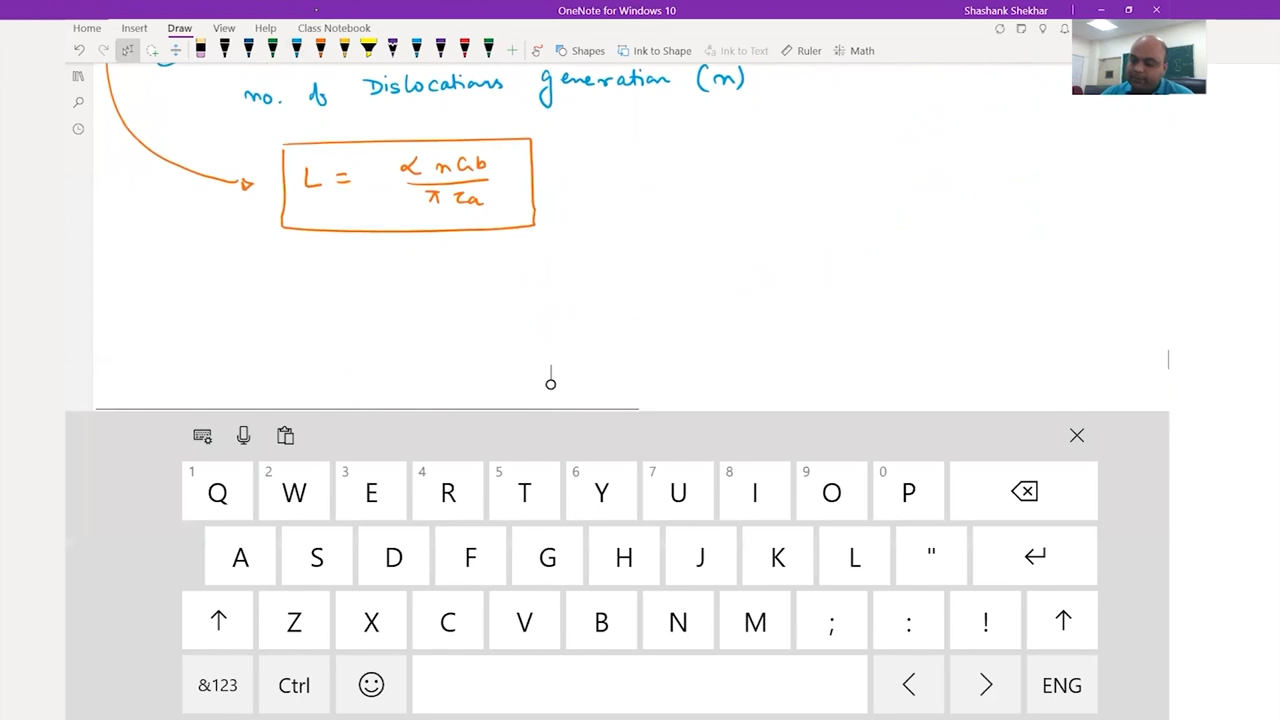 OneNote for Windows 10
Shashank Shekhar
Home Insert Draw View Help Class Notebook
Shapes Ink to Shape Ink to Text Ruler Math
no. of Dislocations generation (n)
L = α n G b / π τa
1 2 3 4 5 6 7 8 9 0
Q W E R T Y U I O P
A S D F G H J K L "
Z X C V B N M ; : !
&123 Ctrl < > ENG